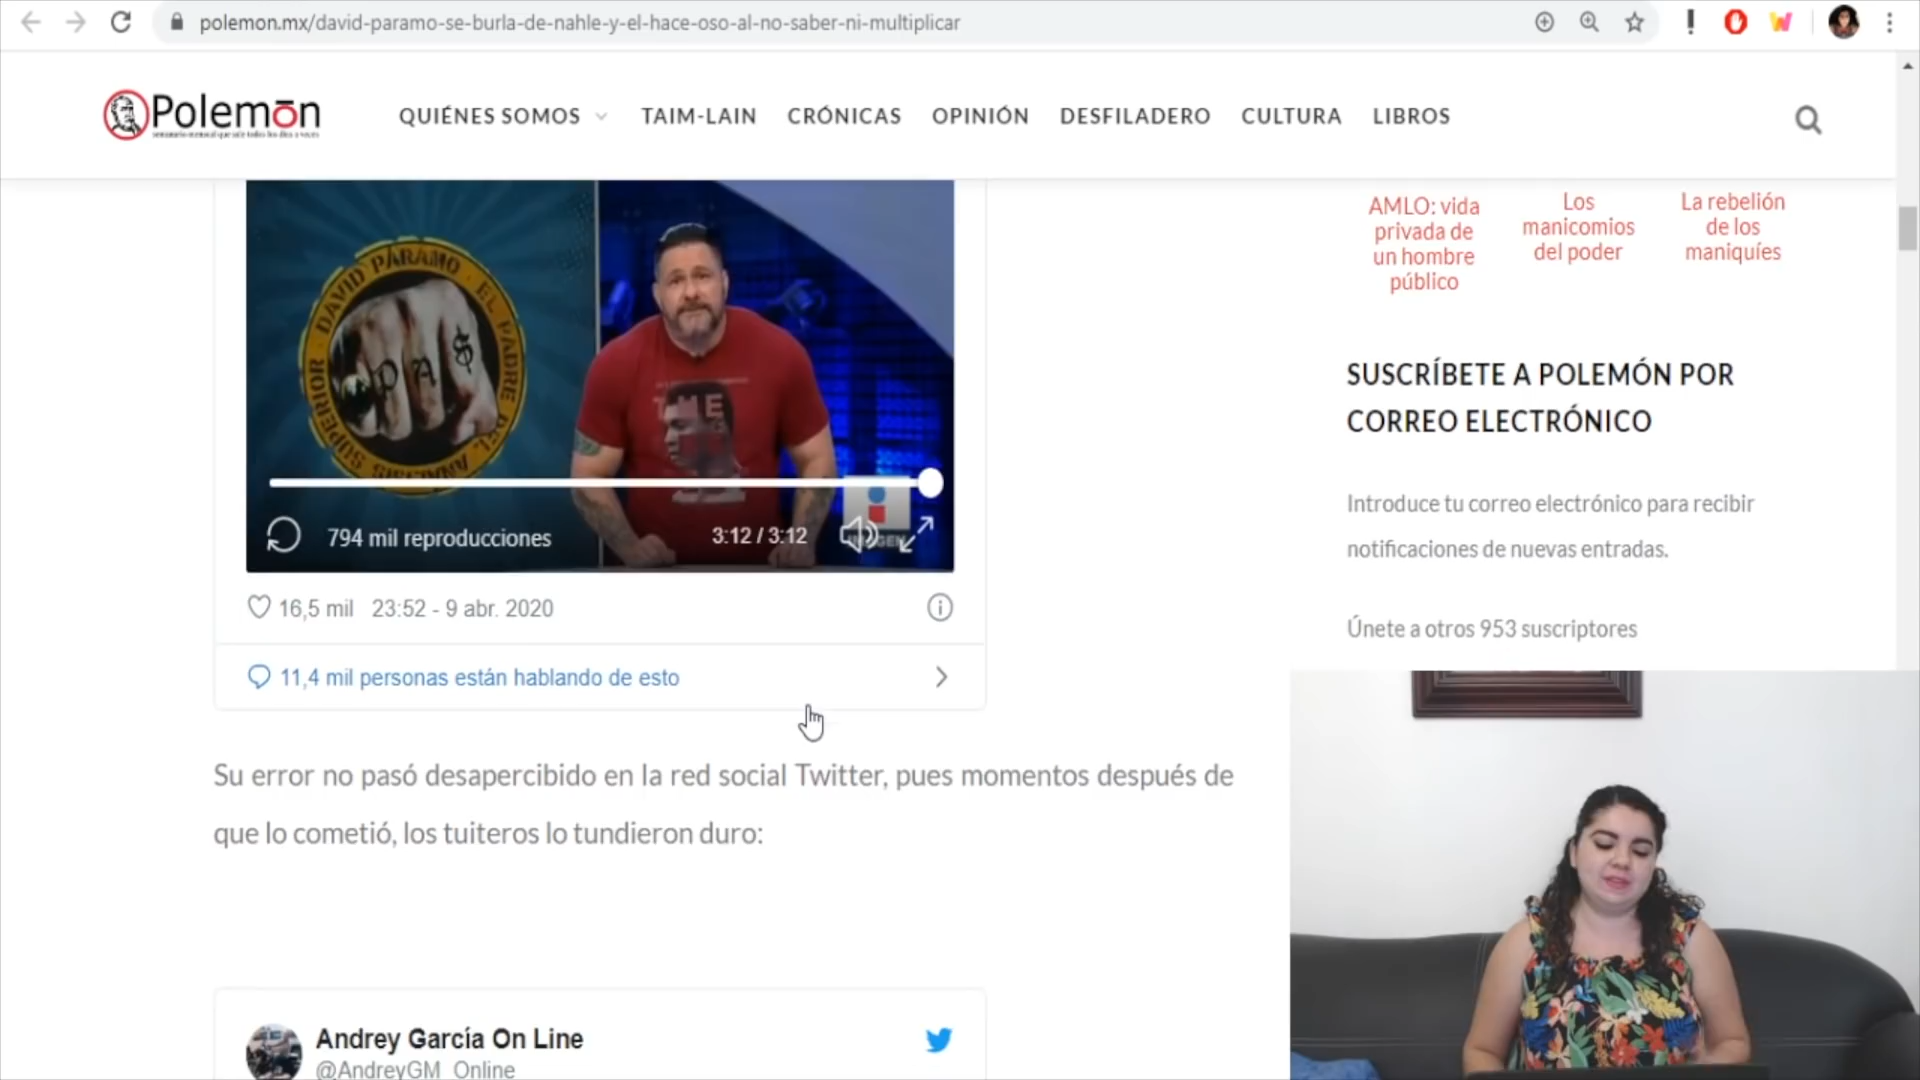 polemon.mx/david-paramo-se-burla-de-nahle-y-el-hace-oso-al-no-saber-ni-multiplicar
Polemōn
QUIÉNES SOMOS
TAIM-LAIN
CRÓNICAS
OPINIÓN
DESFILADERO
CULTURA
LIBROS
DAVID PÁRAMO · EL PADRE DEL ANÁLISIS SUPERIOR
PA$
THE
794 mil reproducciones
3:12 / 3:12
IMAGEN
16,5 mil
23:52 - 9 abr. 2020
11,4 mil personas están hablando de esto
Su error no pasó desapercibido en la red social Twitter, pues momentos después de
que lo cometió, los tuiteros lo tundieron duro:
Andrey García On Line
@AndreyGM_Online
AMLO: vida
privada de
un hombre
público
Los
manicomios
del poder
La rebelión
de los
maniquíes
SUSCRÍBETE A POLEMÓN POR
CORREO ELECTRÓNICO
Introduce tu correo electrónico para recibir
notificaciones de nuevas entradas.
Únete a otros 953 suscriptores